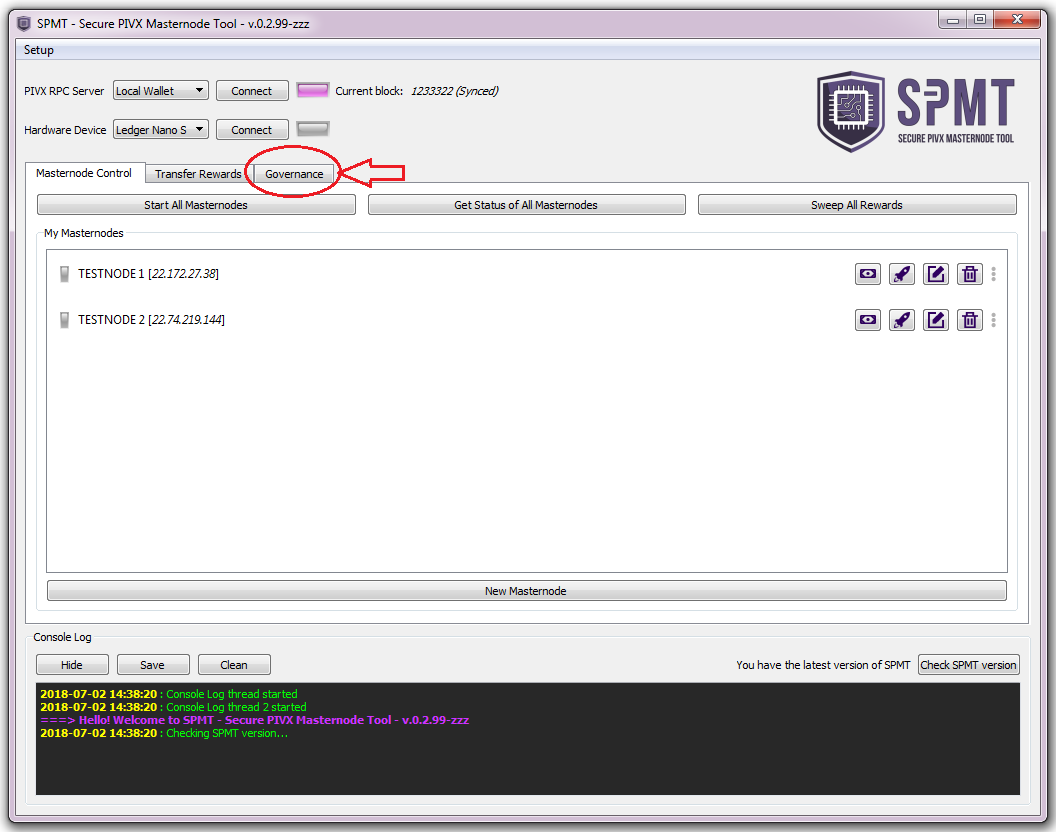 SPMT - Secure PIVX Masternode Tool - v.0.2.99-zzz
Setup
PIVX RPC Server Local Wallet Connect Current block: 1233322 (Synced)
Hardware Device Ledger Nano S Connect
SPMT
SECURE PIVX MASTERNODE TOOL
Masternode Control Transfer Rewards Governance
Start All Masternodes Get Status of All Masternodes Sweep All Rewards
My Masternodes
TESTNODE 1 [22.172.27.38]
TESTNODE 2 [22.74.219.144]
New Masternode
Console Log
Hide Save Clean You have the latest version of SPMT Check SPMT version
2018-07-02 14:38:20 : Console Log thread started
2018-07-02 14:38:20 : Console Log thread 2 started
===> Hello! Welcome to SPMT - Secure PIVX Masternode Tool - v.0.2.99-zzz
2018-07-02 14:38:20 : Checking SPMT version...